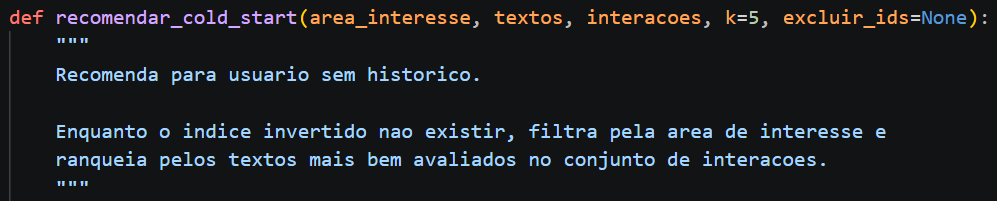 def recomendar_cold_start(area_interesse, textos, interacoes, k=5, excluir_ids=None):
"""
Recomenda para usuario sem historico.
Enquanto o indice invertido nao existir, filtra pela area de interesse e
ranqueia pelos textos mais bem avaliados no conjunto de interacoes.
"""